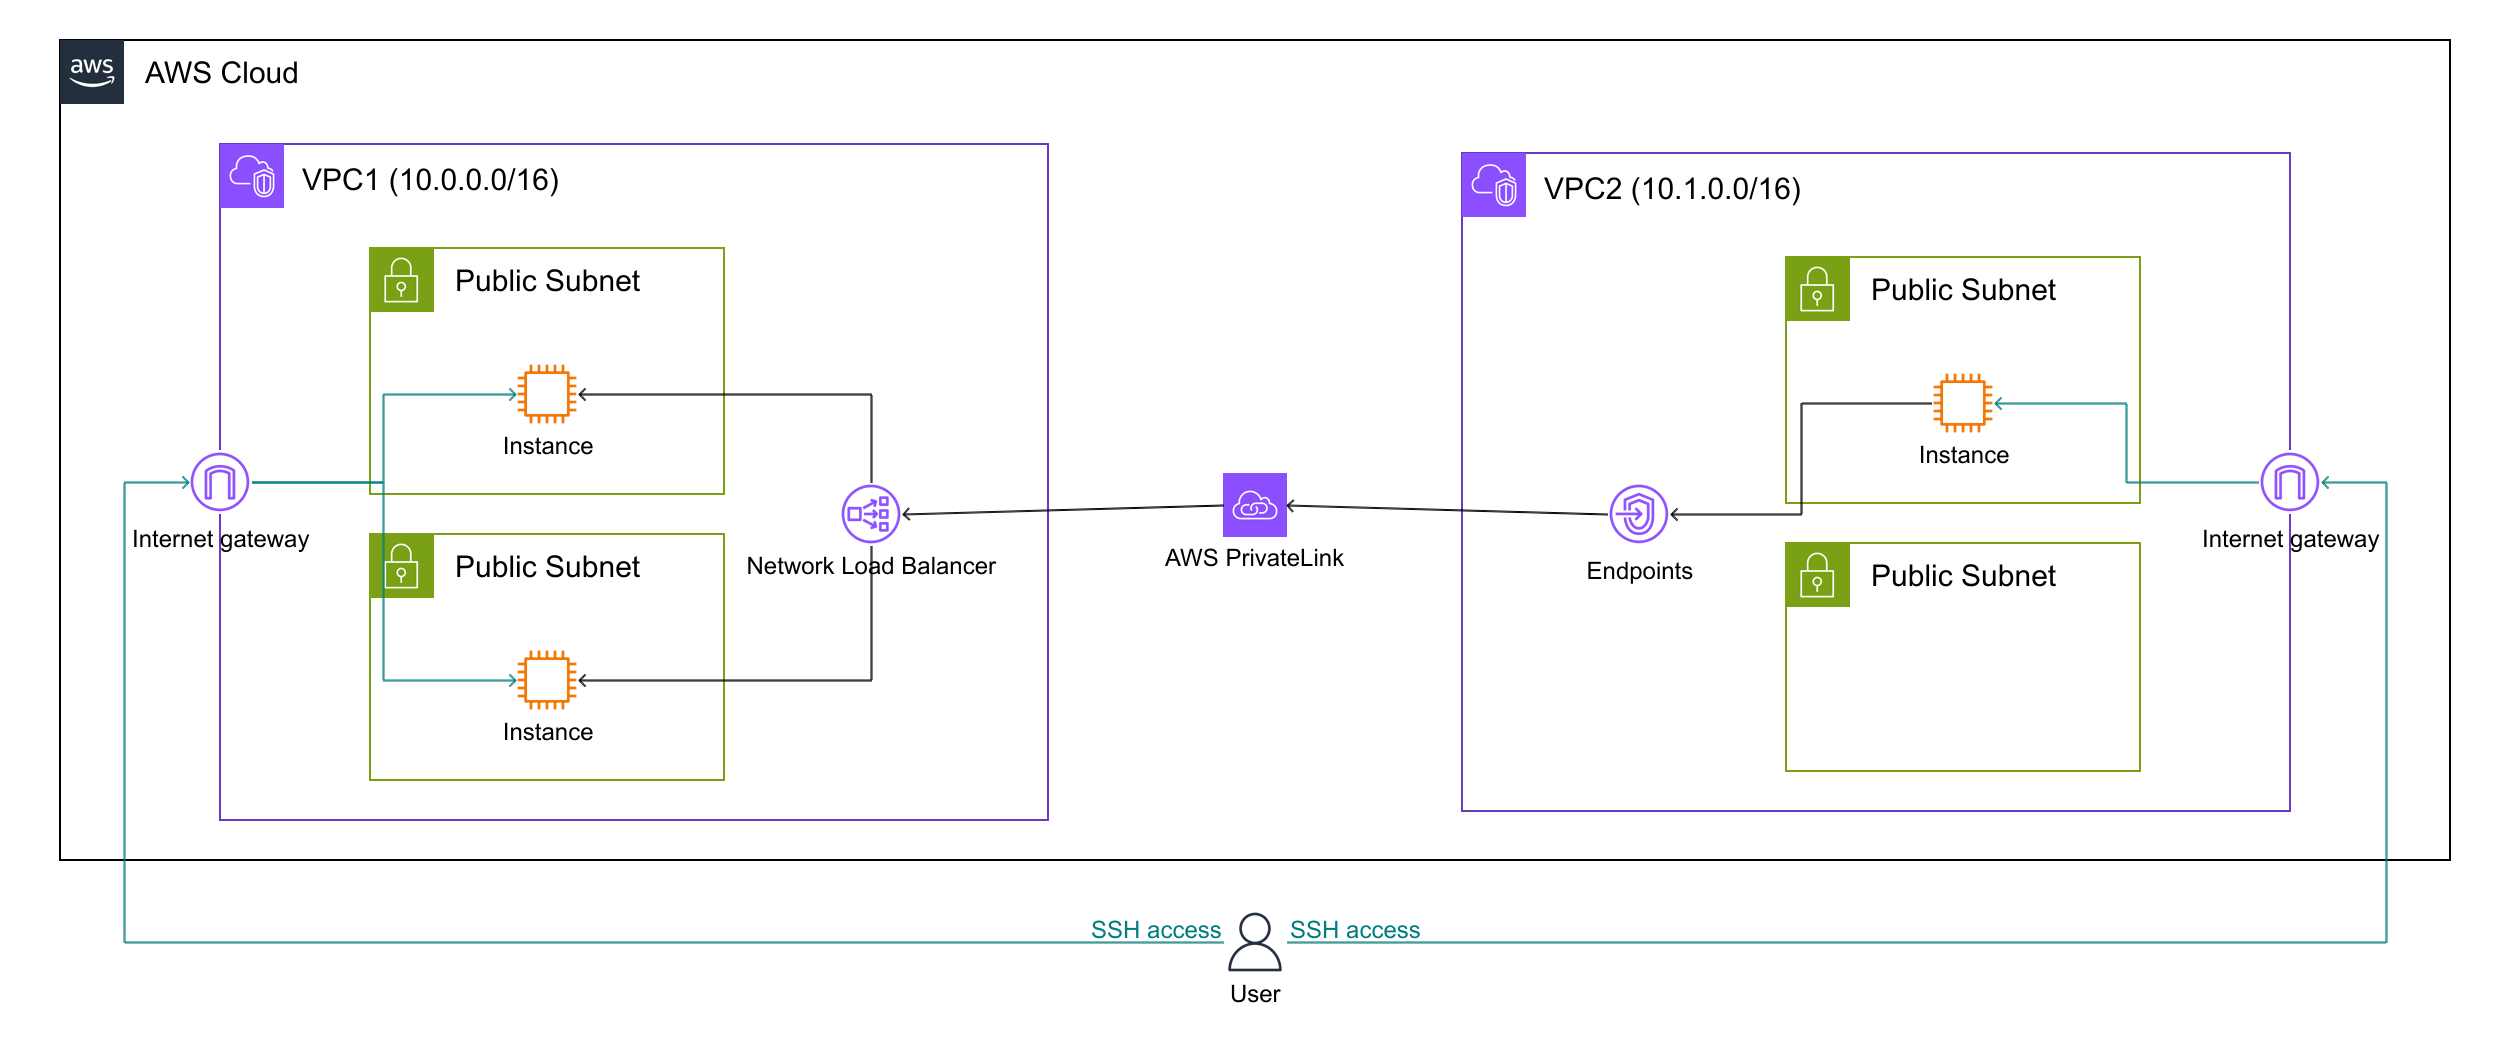 aws
AWS Cloud
VPC1 (10.0.0.0/16)
Public Subnet
Instance
Internet gateway
Public Subnet
Instance
Network Load Balancer
AWS PrivateLink
VPC2 (10.1.0.0/16)
Public Subnet
Instance
Endpoints
Internet gateway
Public Subnet
SSH access
SSH access
User